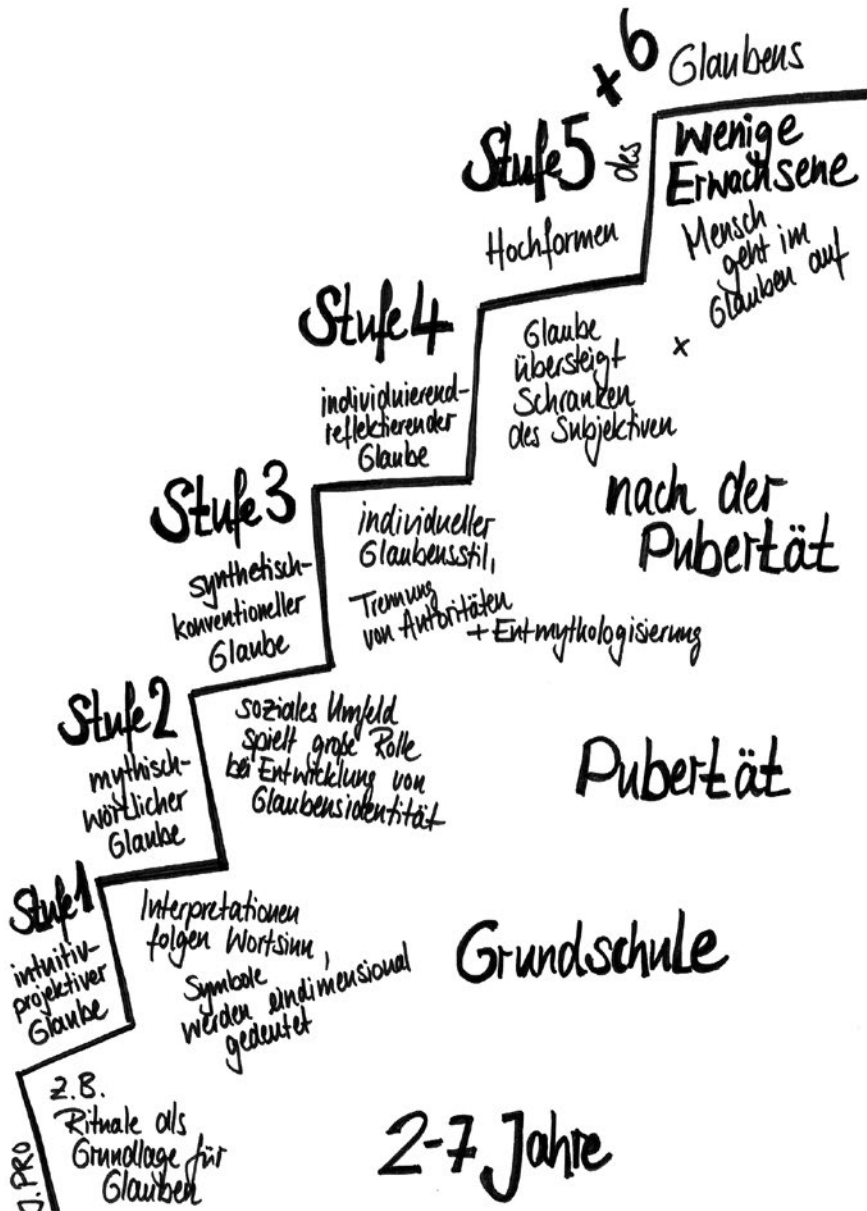 Stufe 5 + 6
Hochformen des Glaubens
wenige
Erwachsene
Mensch
geht im
Glauben auf
+
Glaube
übersteigt
Schranken
des Subjektiven
Stufe 4
individuierend-
reflektierender
Glaube
individueller
Glaubensstil,
Trennung
von Autoritäten
+ Entmythologisierung
nach der
Pubertät
Stufe 3
synthetisch-
konventioneller
Glaube
soziales Umfeld
spielt große Rolle
bei Entwicklung von
Glaubensidentität
Pubertät
Stufe 2
mythisch-
wörtlicher
Glaube
Interpretationen
folgen Wortsinn,
Symbole
werden eindimensional
gedeutet
Grundschule
Stufe 1
intuitiv-
projektiver
Glaube
z.B.
Rituale als
Grundlage für
Glauben
2-7 Jahre